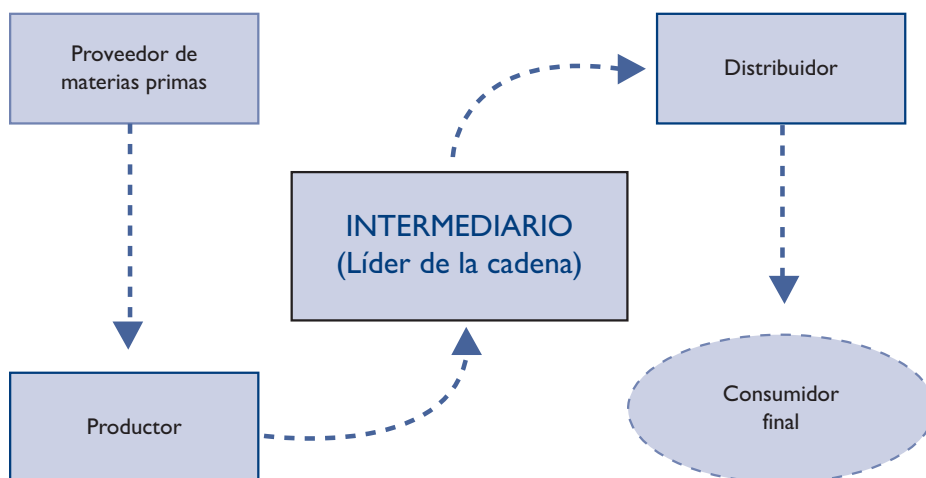 Proveedor de
materias primas
Distribuidor
INTERMEDIARIO
(Líder de la cadena)
Productor
Consumidor
final